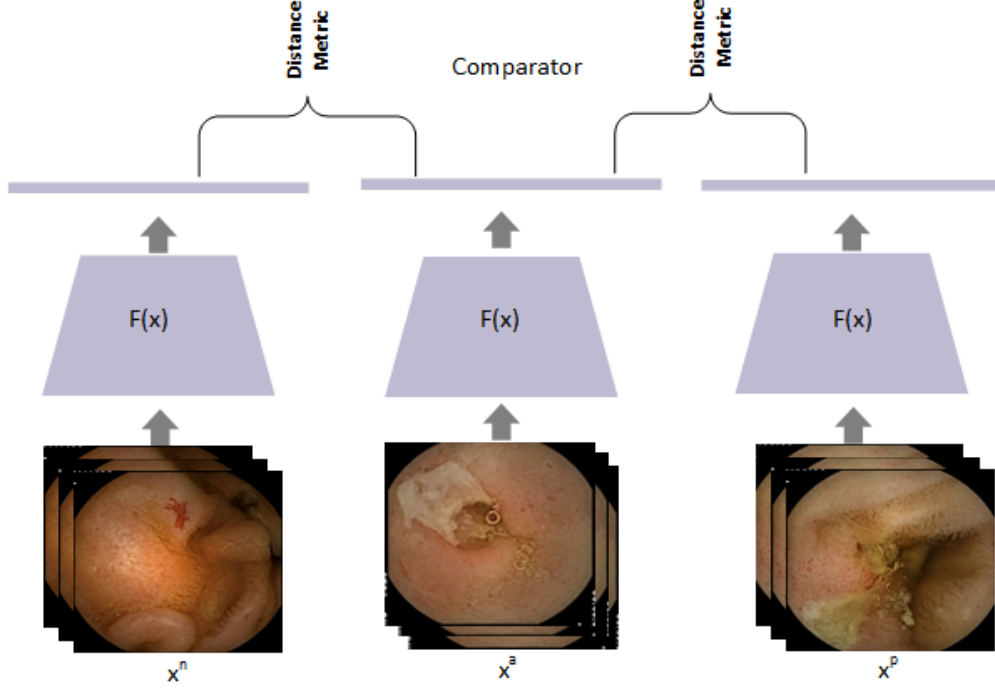 Distance
Metric
Comparator
Distance
Metric
F(x)
F(x)
F(x)
xⁿ
xᵃ
xᵖ